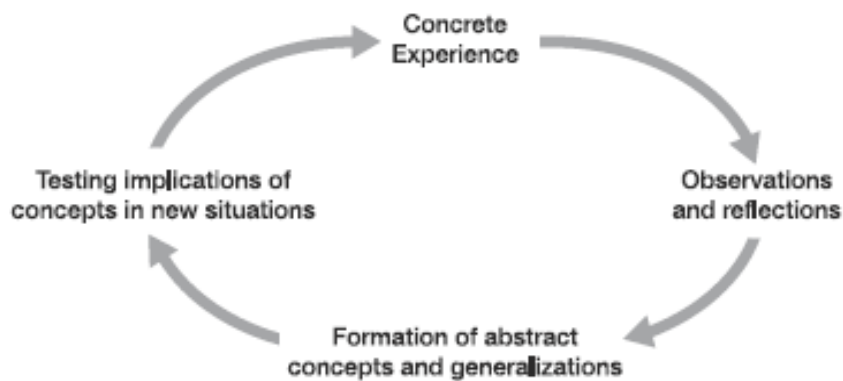 Concrete
Experience
Testing implications of
concepts in new situations
Observations
and reflections
Formation of abstract
concepts and generalizations